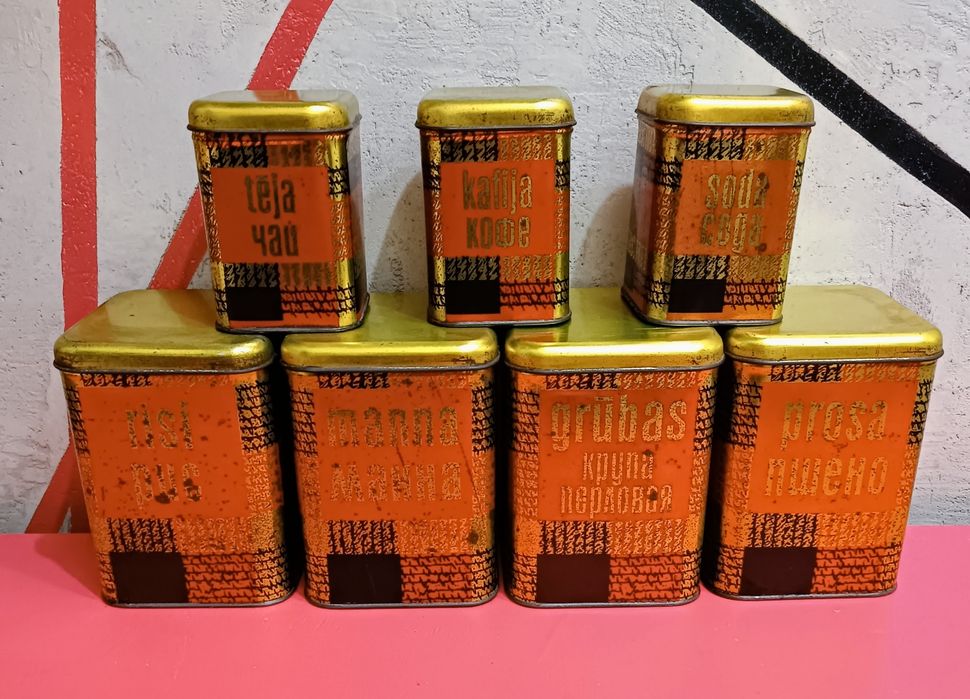 tēja
чай
kafija
кофе
soda
сода
rīsi
рис
manna
манна
grūbas
крупа
перловая
prosa
пшено